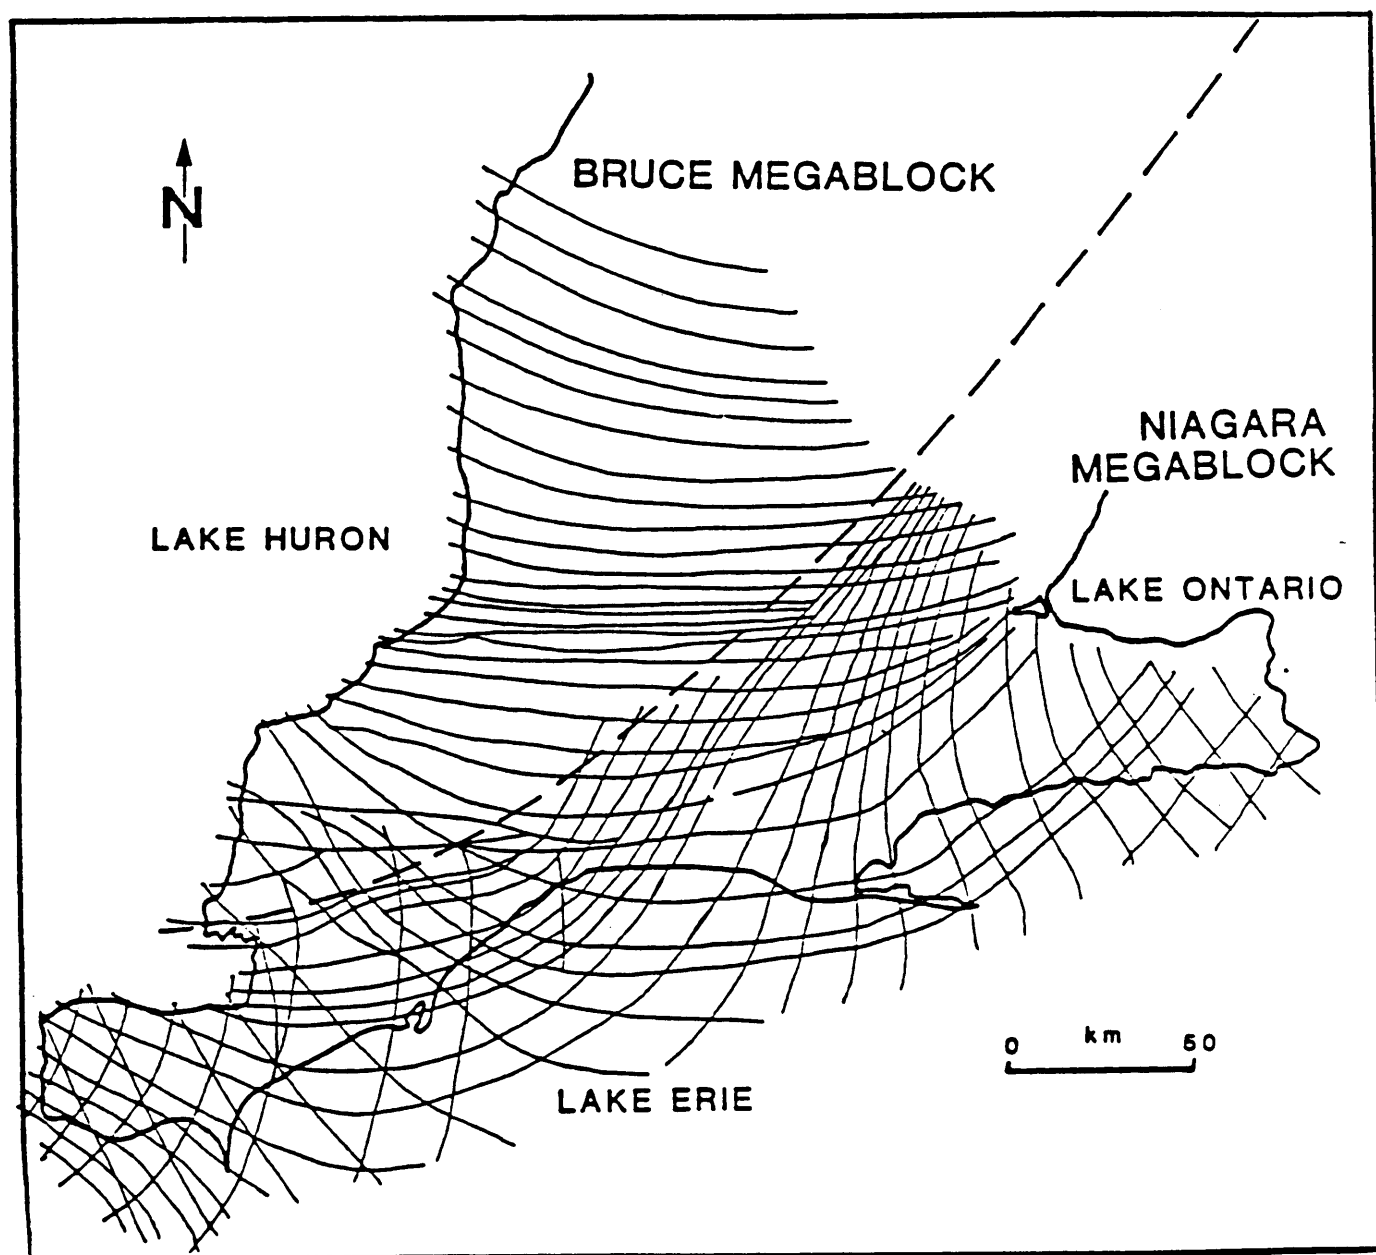 BRUCE MEGABLOCK
N
NIAGARA
MEGABLOCK
LAKE HURON
LAKE ONTARIO
km
0 50
LAKE ERIE